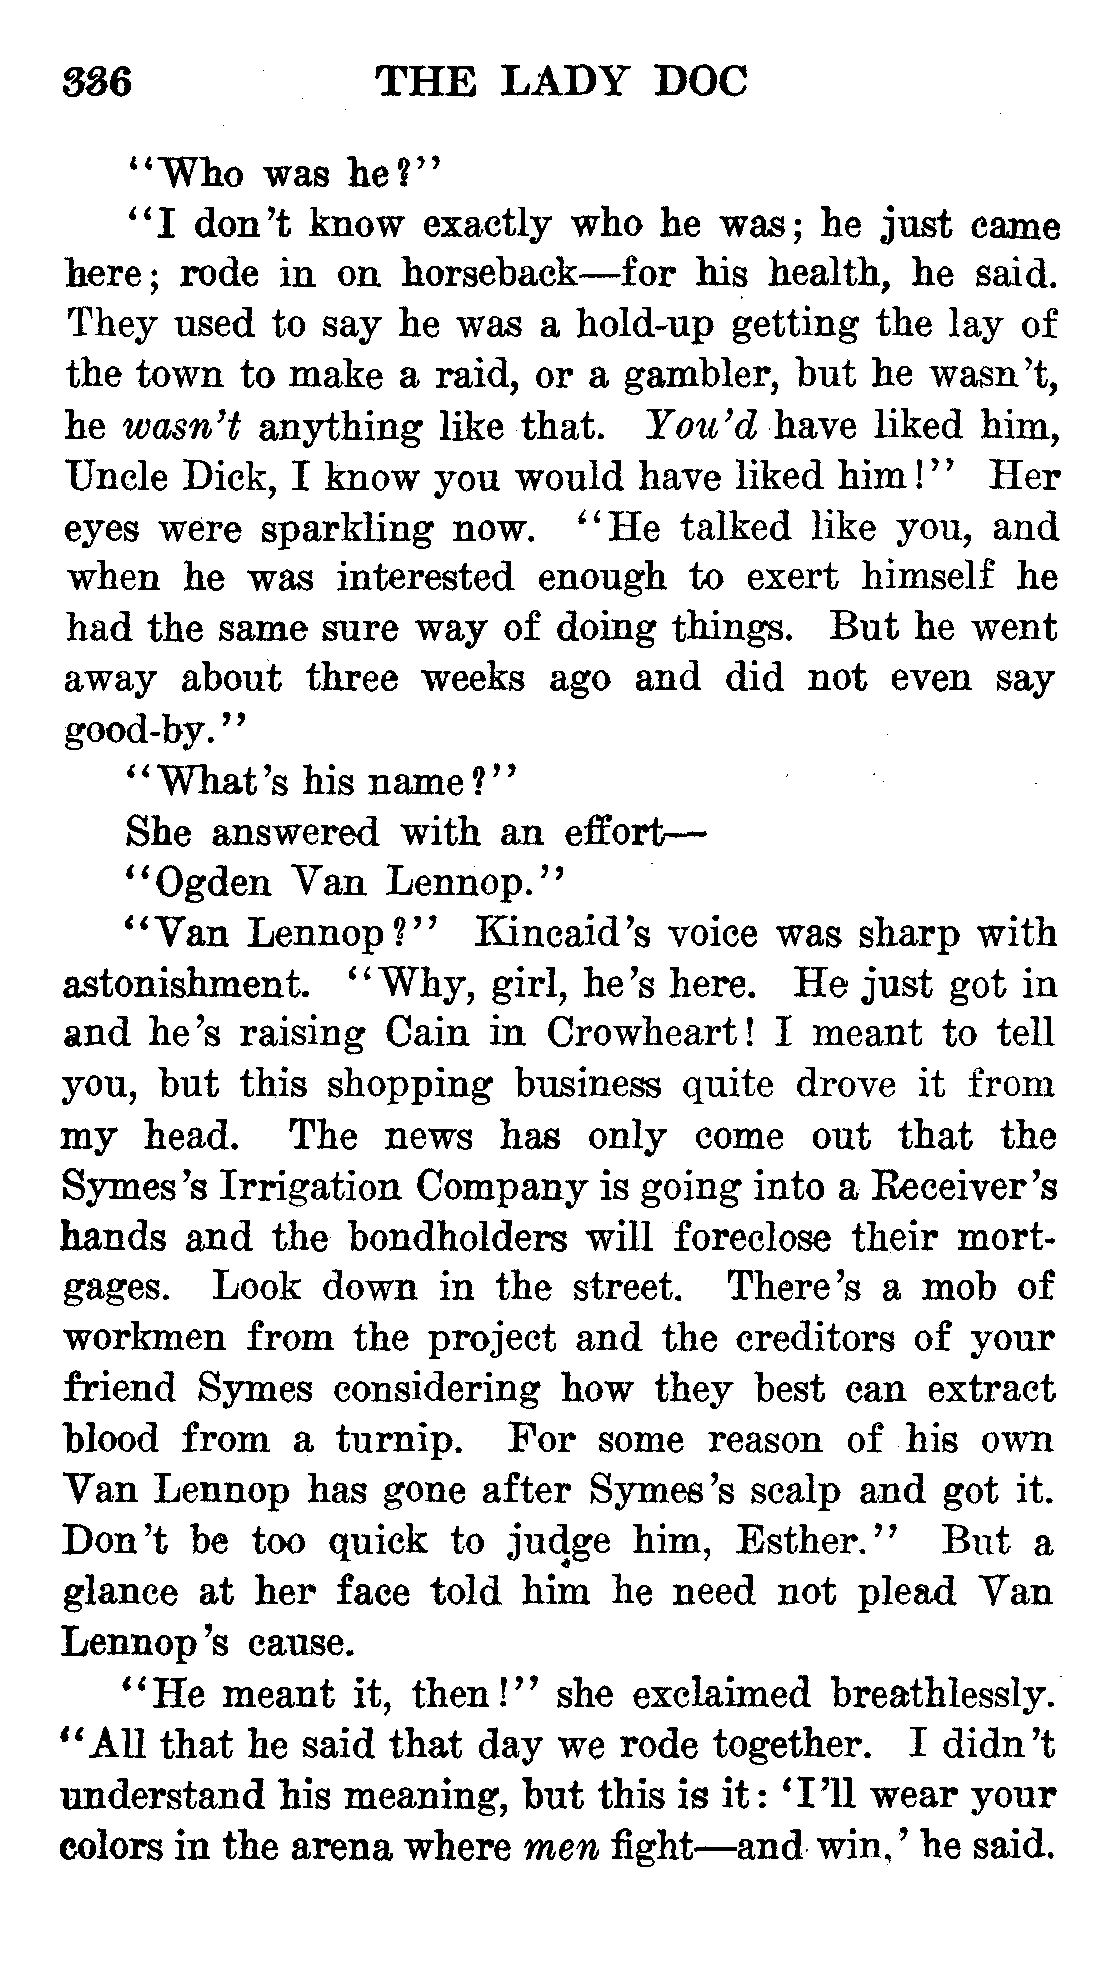 336 THE LADY DOC
"Who was he?"
"I don't know exactly who he was; he just came
here; rode in on horseback—for his health, he said.
They used to say he was a hold-up getting the lay of
the town to make a raid, or a gambler, but he wasn't,
he wasn't anything like that. You'd have liked him,
Uncle Dick, I know you would have liked him!" Her
eyes were sparkling now. "He talked like you, and
when he was interested enough to exert himself he
had the same sure way of doing things. But he went
away about three weeks ago and did not even say
good-by."
"What's his name?"
She answered with an effort—
"Ogden Van Lennop."
"Van Lennop?" Kincaid's voice was sharp with
astonishment. "Why, girl, he's here. He just got in
and he's raising Cain in Crowheart! I meant to tell
you, but this shopping business quite drove it from
my head. The news has only come out that the
Symes's Irrigation Company is going into a Receiver's
hands and the bondholders will foreclose their mort-
gages. Look down in the street. There's a mob of
workmen from the project and the creditors of your
friend Symes considering how they best can extract
blood from a turnip. For some reason of his own
Van Lennop has gone after Symes's scalp and got it.
Don't be too quick to judge him, Esther." But a
glance at her face told him he need not plead Van
Lennop's cause.
"He meant it, then!" she exclaimed breathlessly.
"All that he said that day we rode together. I didn't
understand his meaning, but this is it: 'I'll wear your
colors in the arena where men fight—and win,' he said.